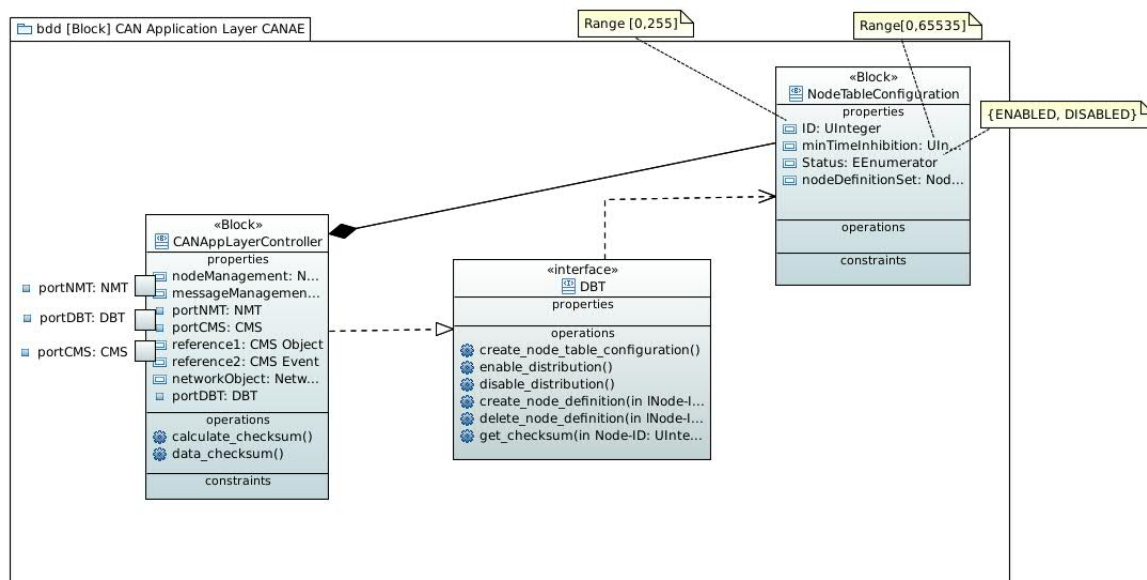 bdd [Block] CAN Application Layer CANAE
Range [0,255]
Range[0,65535]
{ENABLED, DISABLED}
«Block»
NodeTableConfiguration
properties
ID: UInteger
minTimeInhibition: UIn...
Status: EEnumerator
nodeDefinitionSet: Nod...
operations
constraints
«Block»
CANAppLayerController
properties
nodeManagement: N...
messageManagemen...
portNMT: NMT
portCMS: CMS
reference1: CMS Object
reference2: CMS Event
networkObject: Netw...
portDBT: DBT
operations
calculate_checksum()
data_checksum()
constraints
portNMT: NMT
portDBT: DBT
portCMS: CMS
«interface»
DBT
properties
operations
create_node_table_configuration()
enable_distribution()
disable_distribution()
create_node_definition(in lNode-I...
delete_node_definition(in lNode-I...
get_checksum(in Node-ID: UInte...